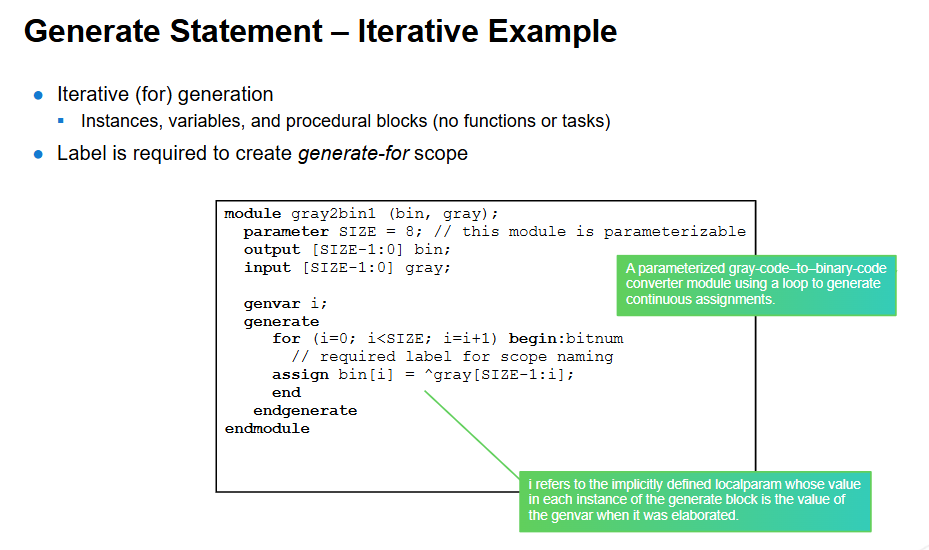 Generate Statement – Iterative Example
Iterative (for) generation
Instances, variables, and procedural blocks (no functions or tasks)
Label is required to create generate-for scope
module gray2bin1 (bin, gray);
parameter SIZE = 8; // this module is parameterizable
output [SIZE-1:0] bin;
input [SIZE-1:0] gray;
genvar i;
generate
for (i=0; i<SIZE; i=i+1) begin:bitnum
// required label for scope naming
assign bin[i] = ^gray[SIZE-1:i];
end
endgenerate
endmodule
A parameterized gray-code–to–binary-code
converter module using a loop to generate
continuous assignments.
i refers to the implicitly defined localparam whose value
in each instance of the generate block is the value of
the genvar when it was elaborated.